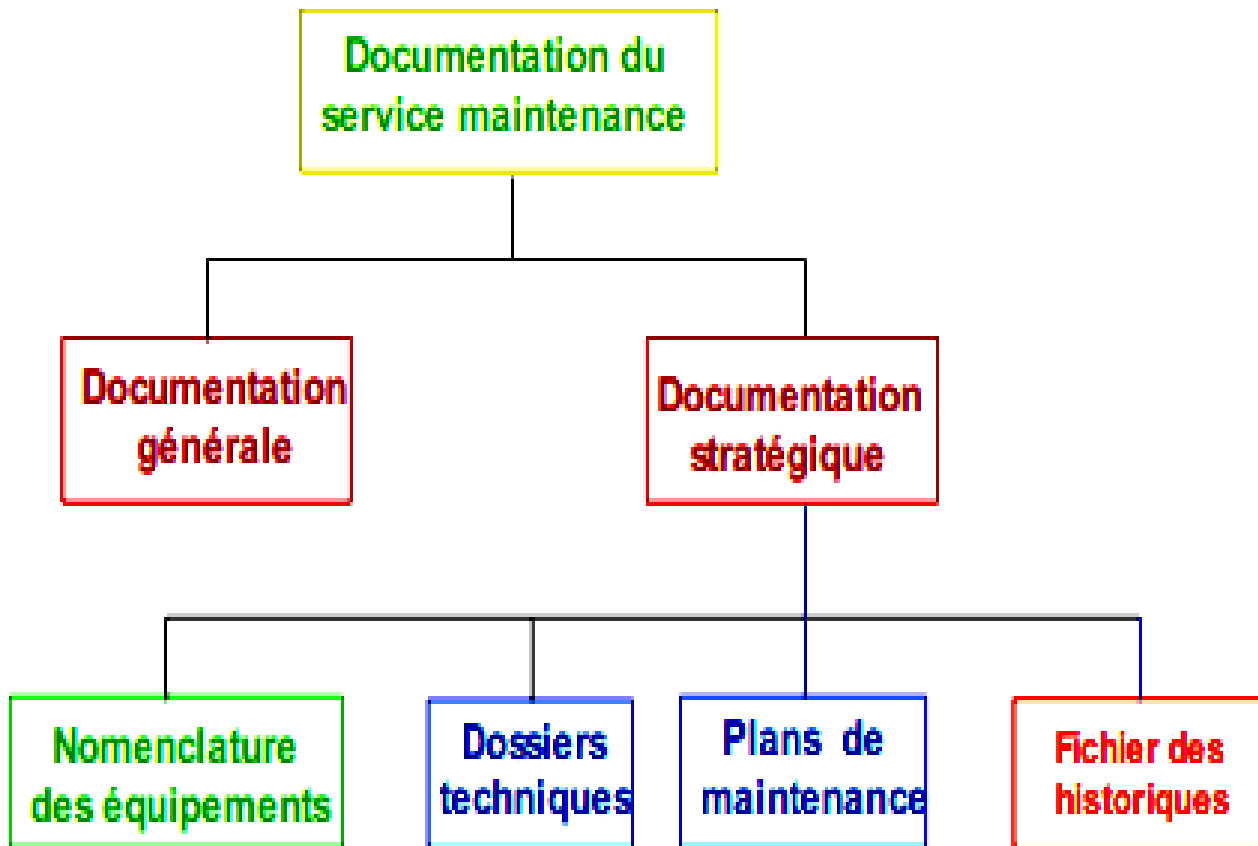 Documentation du
service maintenance
Documentation
générale
Documentation
stratégique
Nomenclature
des équipements
Dossiers
techniques
Plans de
maintenance
Fichier des
historiques